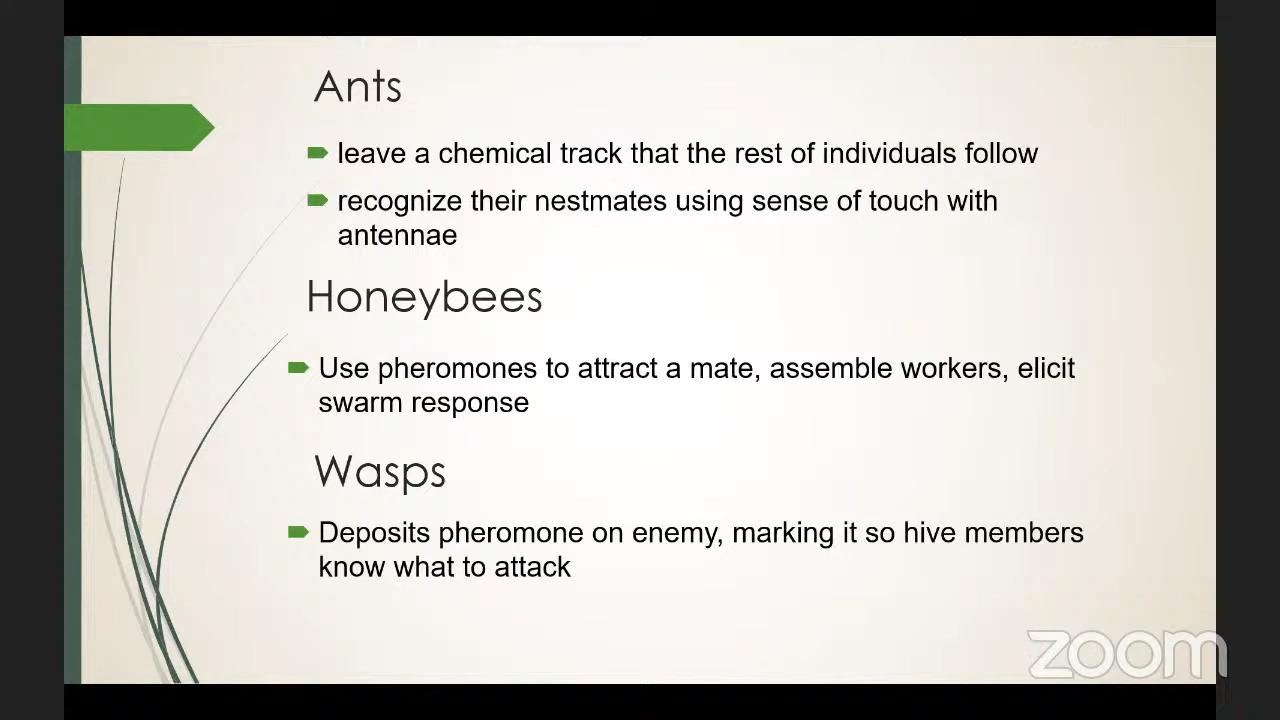 Ants
leave a chemical track that the rest of individuals follow
recognize their nestmates using sense of touch with
antennae
Honeybees
Use pheromones to attract a mate, assemble workers, elicit
swarm response
Wasps
Deposits pheromone on enemy, marking it so hive members
know what to attack
zoom